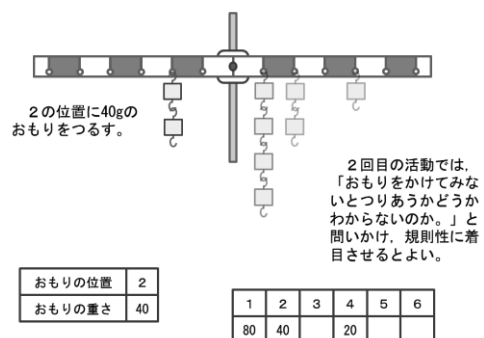 2の位置に40gの
おもりをつるす。
2回目の活動では,
「おもりをかけてみな
いとつりあうかどうか
わからないのか。」と
問いかけ, 規則性に着
目させるとよい。
おもりの位置 2
おもりの重さ 40
1 2 3 4 5 6
80 40 20